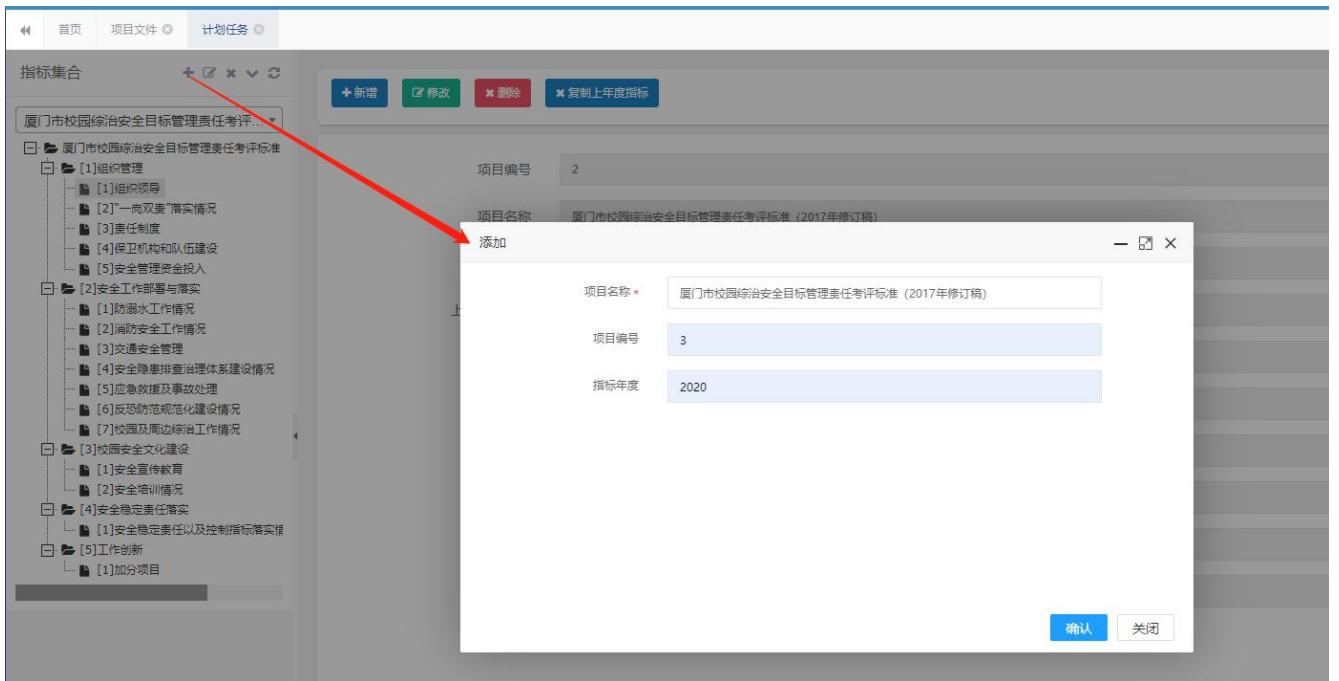 首页
项目文件
计划任务
指标集合
厦门市校园综治安全目标管理责任考评...
厦门市校园综治安全目标管理责任考评标准
[1]组织管理
[1]组织领导
[2]"一岗双责"落实情况
[3]责任制度
[4]保卫机构和队伍建设
[5]安全管理资金投入
[2]安全工作部署与落实
[1]防溺水工作情况
[2]消防安全工作情况
[3]交通安全管理
[4]安全隐患排查治理体系建设情况
[5]应急救援及事故处理
[6]反恐防范规范化建设情况
[7]校园及周边综治工作情况
[3]校园安全文化建设
[1]安全宣传教育
[2]安全培训情况
[4]安全稳定责任落实
[1]安全稳定责任以及控制指标落实情
[5]工作创新
[1]加分项目
新增
修改
删除
复制上年度指标
项目编号
2
项目名称
厦门市校园综治安全目标管理责任考评标准（2017年修订稿）
上
添加
项目名称 *
厦门市校园综治安全目标管理责任考评标准（2017年修订稿）
项目编号
3
指标年度
2020
确认
关闭